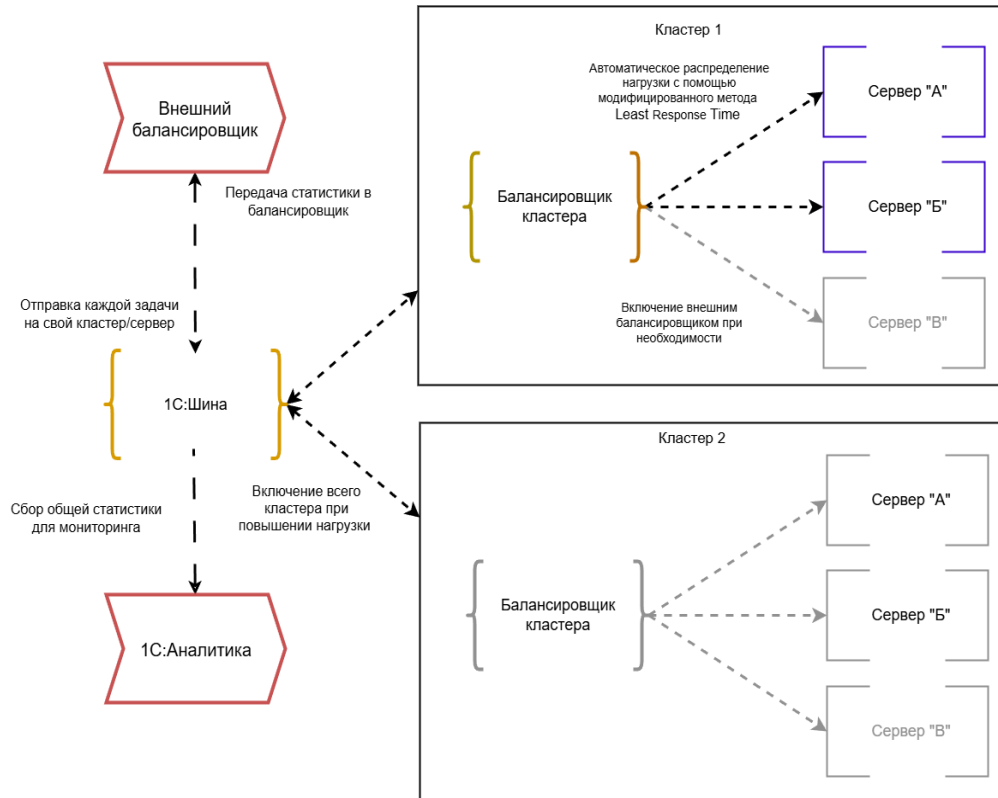 Внешний
балансировщик
Передача статистики в
балансировщик
Отправка каждой задачи
на свой кластер/сервер
1С:Шина
Сбор общей статистики
для мониторинга
Включение всего
кластера при
повышении нагрузки
1С:Аналитика
Кластер 1
Автоматическое распределение
нагрузки с помощью
модифицированного метода
Least Response Time
Балансировщик
кластера
Включение внешним
балансировщиком при
необходимости
Сервер "А"
Сервер "Б"
Сервер "В"
Кластер 2
Балансировщик
кластера
Сервер "А"
Сервер "Б"
Сервер "В"